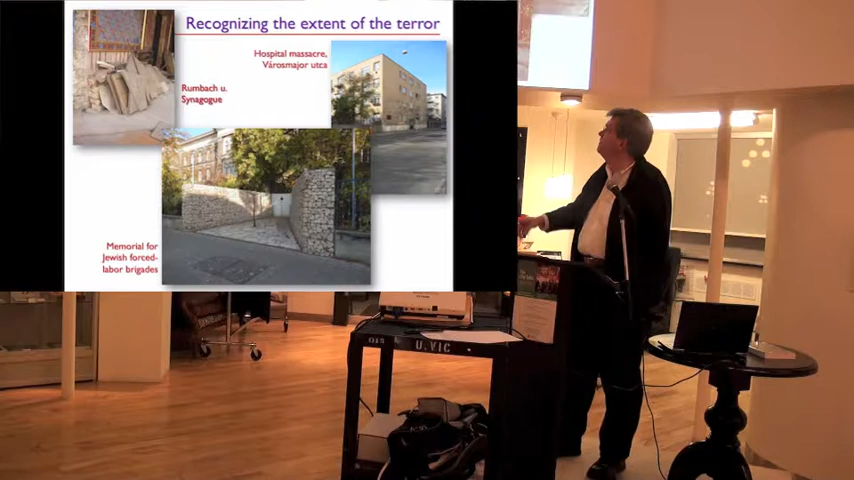 Recognizing the extent of the terror
Hospital massacre,
Városmajor utca
Rumbach u.
Synagogue
Memorial for
Jewish forced-
labor brigades
015
U.VIC